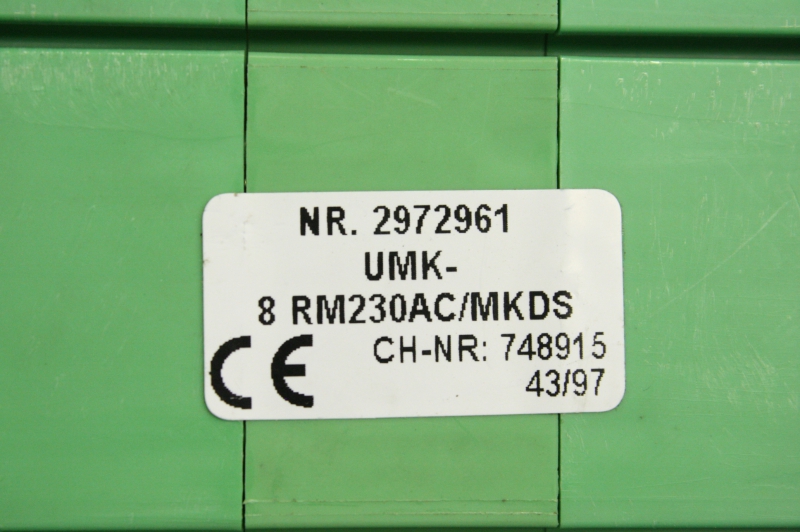 NR. 2972961
UMK-
8 RM230AC/MKDS
CE CH-NR: 748915
43/97